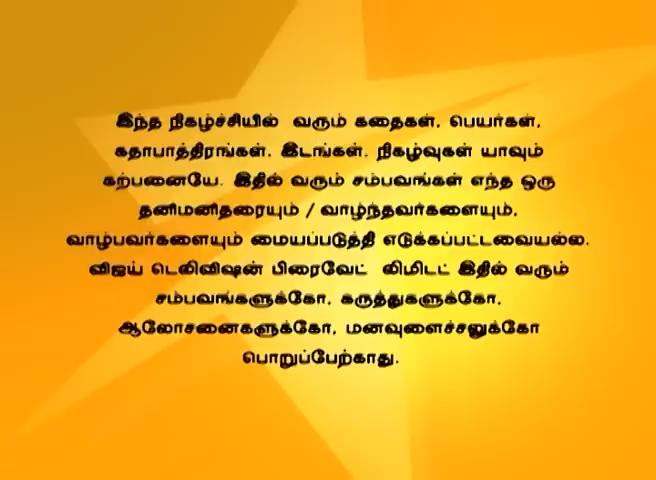 இந்த நிகழ்ச்சியில் வரும் கதைகள், பெயர்கள்,
கதாபாத்திரங்கள், இடங்கள், நிகழ்வுகள் யாவும்
கற்பனையே. இதில் வரும் சம்பவங்கள் எந்த ஒரு
தனிமனிதரையும் / வாழ்ந்தவர்களையும்,
வாழ்பவர்களையும் மையப்படுத்தி எடுக்கப்பட்டவையல்ல.
விஜய் டெலிவிஷன் பிரைவேட் லிமிடட் இதில் வரும்
சம்பவங்களுக்கோ, கருத்துகளுக்கோ,
ஆலோசனைகளுக்கோ, மனவுளைச்சலுக்கோ
பொறுப்பேற்காது.